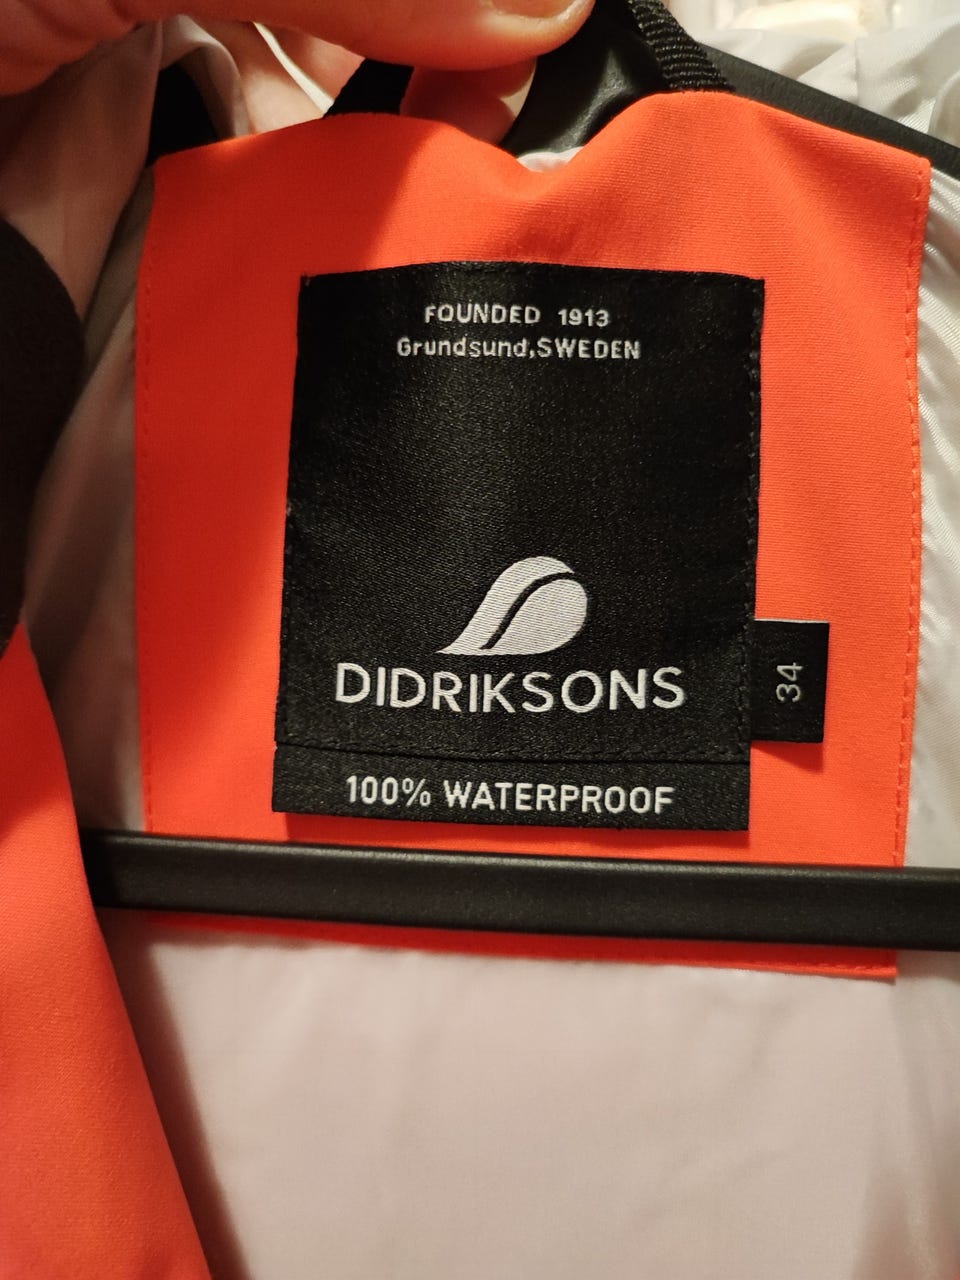 FOUNDED 1913
Grundsund,SWEDEN
DIDRIKSONS
34
100% WATERPROOF